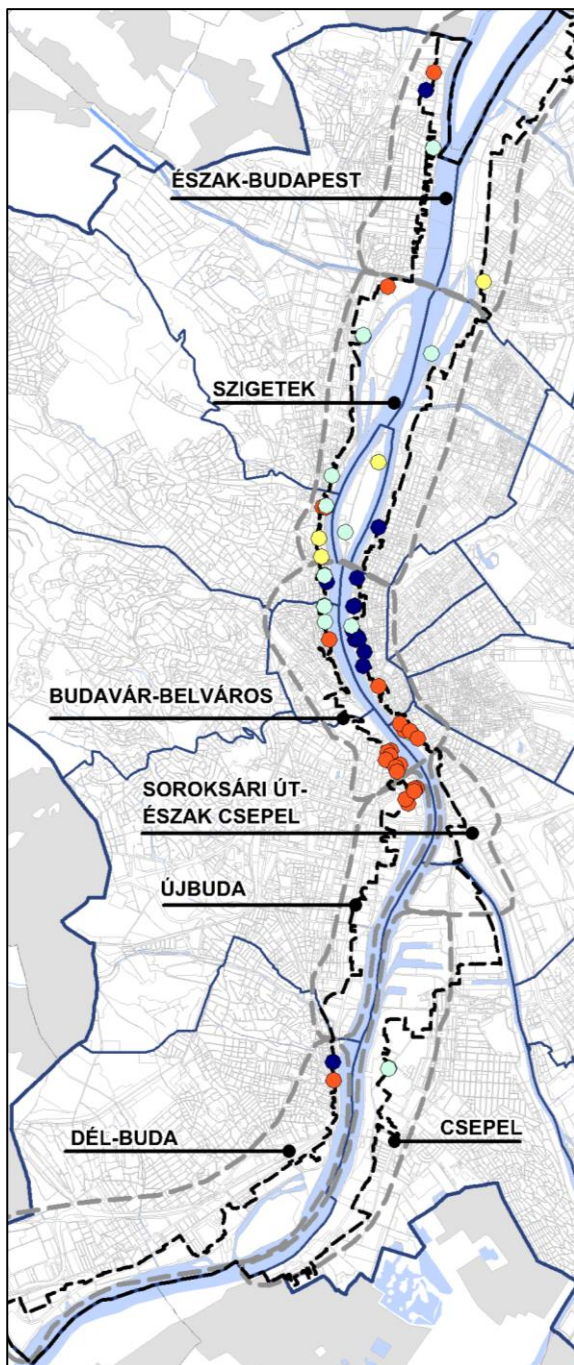 ÉSZAK-BUDAPEST
SZIGETEK
BUDAVÁR-BELVÁROS
SOROKSÁRI ÚT-
ÉSZAK CSEPEL
ÚJBUDA
DÉL-BUDA
CSEPEL